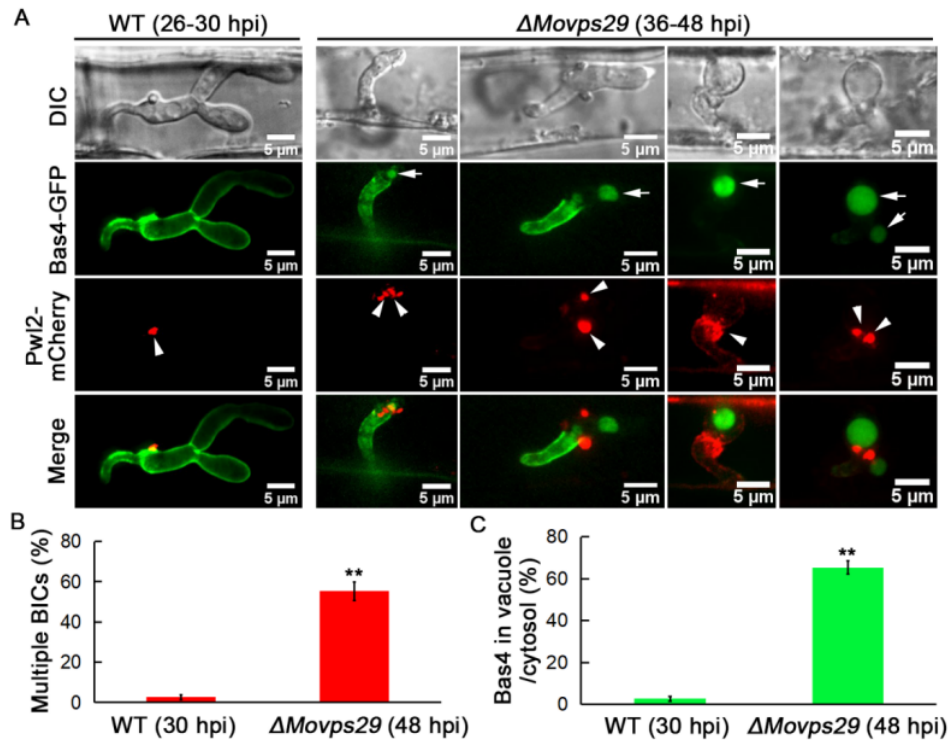 A
WT (26-30 hpi)
ΔMovps29 (36-48 hpi)
DIC
5 µm
5 µm
5 µm
5 µm
5 µm
Bas4-GFP
5 µm
5 µm
5 µm
5 µm
5 µm
Pwl2-
mCherry
5 µm
5 µm
5 µm
5 µm
5 µm
Merge
5 µm
5 µm
5 µm
5 µm
5 µm
B
Multiple BICs (%)
80
60
40
20
0
**
WT (30 hpi)
ΔMovps29 (48 hpi)
C
Bas4 in vacuole
/cytosol (%)
80
60
40
20
0
**
WT (30 hpi)
ΔMovps29 (48 hpi)